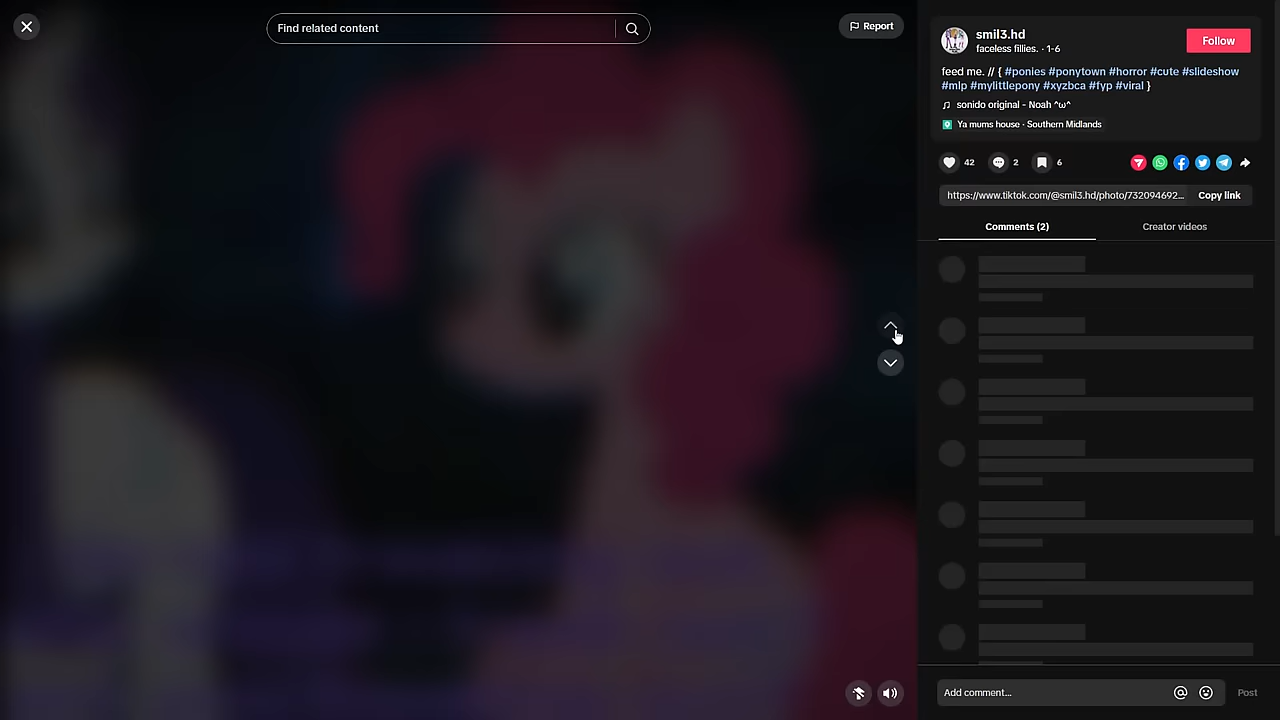 Find related content
Report
smil3.hd
faceless fillies. · 1-6
Follow
feed me. // { #ponies #ponytown #horror #cute #slideshow
#mlp #mylittlepony #xyzbca #fyp #viral }
sonido original - Noah ^ω^
Ya mums house · Southern Midlands
42
2
6
https://www.tiktok.com/@smil3.hd/photo/732094692...
Copy link
Comments (2)
Creator videos
Add comment...
Post